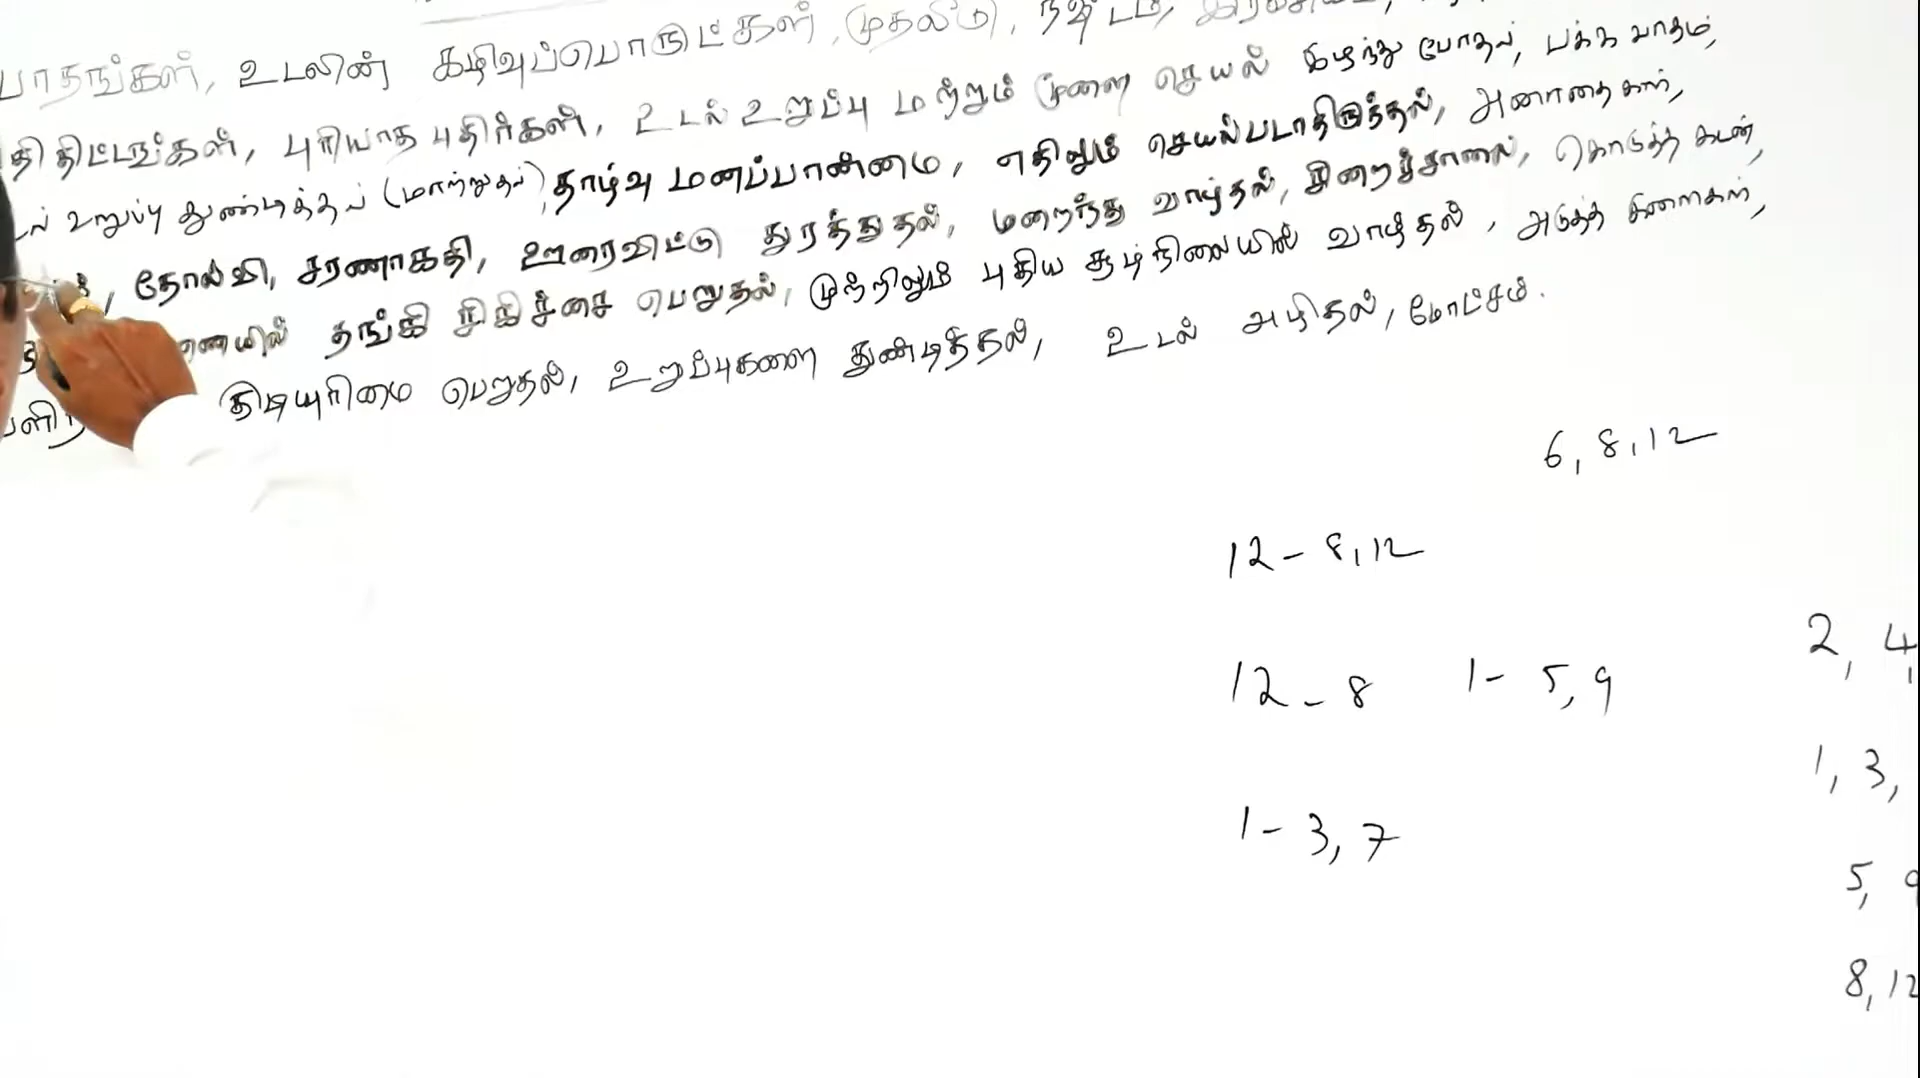 பாதங்கள், உடலின் கழிவுப்பொருட்கள், முதலீடு, நஷ்டம்,
திதிட்டங்கள், புரியாத புதிர்கள், உடல் உறுப்பு மற்றும் மூளை செயல் இழந்து போதல், பக்க வாதம்,
உறுப்பு துண்டித்தல் (மாற்றுதல்), தாழ்வு மனப்பான்மை, எதிலும் செயல்படாதிருத்தல், அனாதைகள்,
தோல்வி, சரணாகதி, ஊரைவிட்டு துரத்துதல், மறைந்து வாழ்தல், சிறைச்சாலை, கொடுத்த கடன்,
தங்கி சிகிச்சை பெறுதல், முற்றிலும் புதிய சூழ்நிலையில் வாழ்தல், அடுத்த கிளைகள்,
குடியுரிமை பெறுதல், உறுப்புகளை துண்டித்தல், உடல் அழிதல், மோட்சம்.
6, 8, 12
12 - 8, 12
2, 4,
12 - 8 1 - 5, 9
1, 3,
1 - 3, 7
5, 9
8, 12